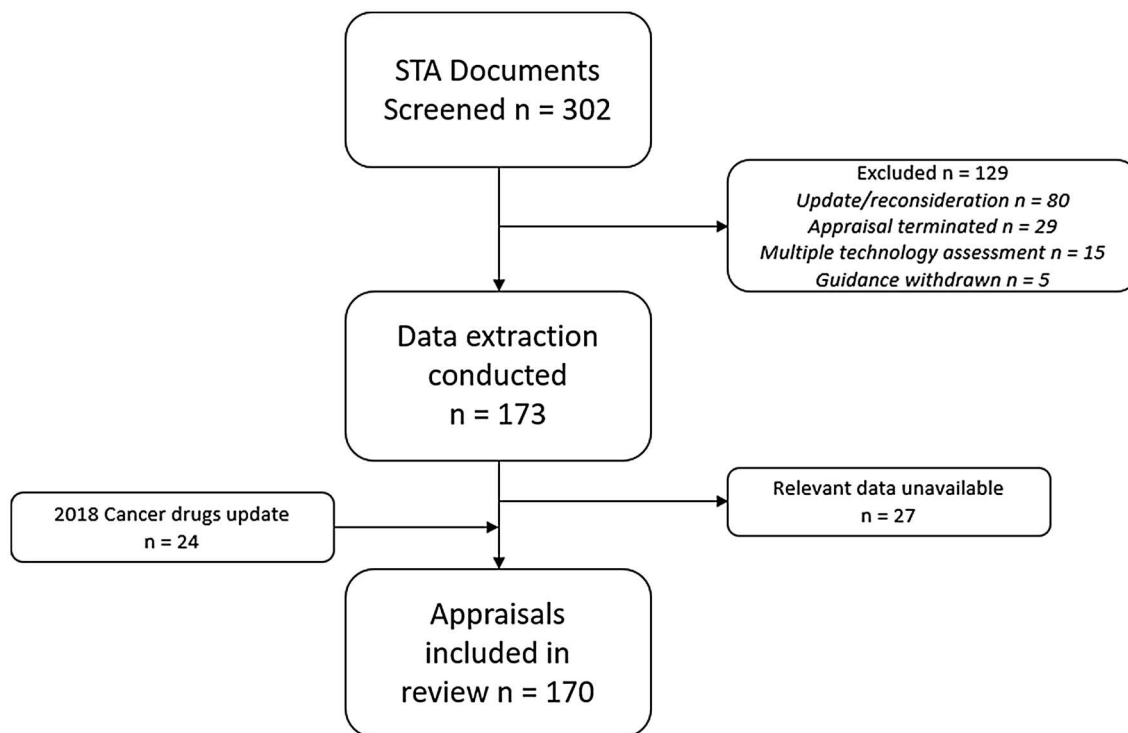 STA Documents
Screened n = 302
Excluded n = 129
Update/reconsideration n = 80
Appraisal terminated n = 29
Multiple technology assessment n = 15
Guidance withdrawn n = 5
Data extraction
conducted
n = 173
Relevant data unavailable
n = 27
2018 Cancer drugs update
n = 24
Appraisals
included in
review n = 170